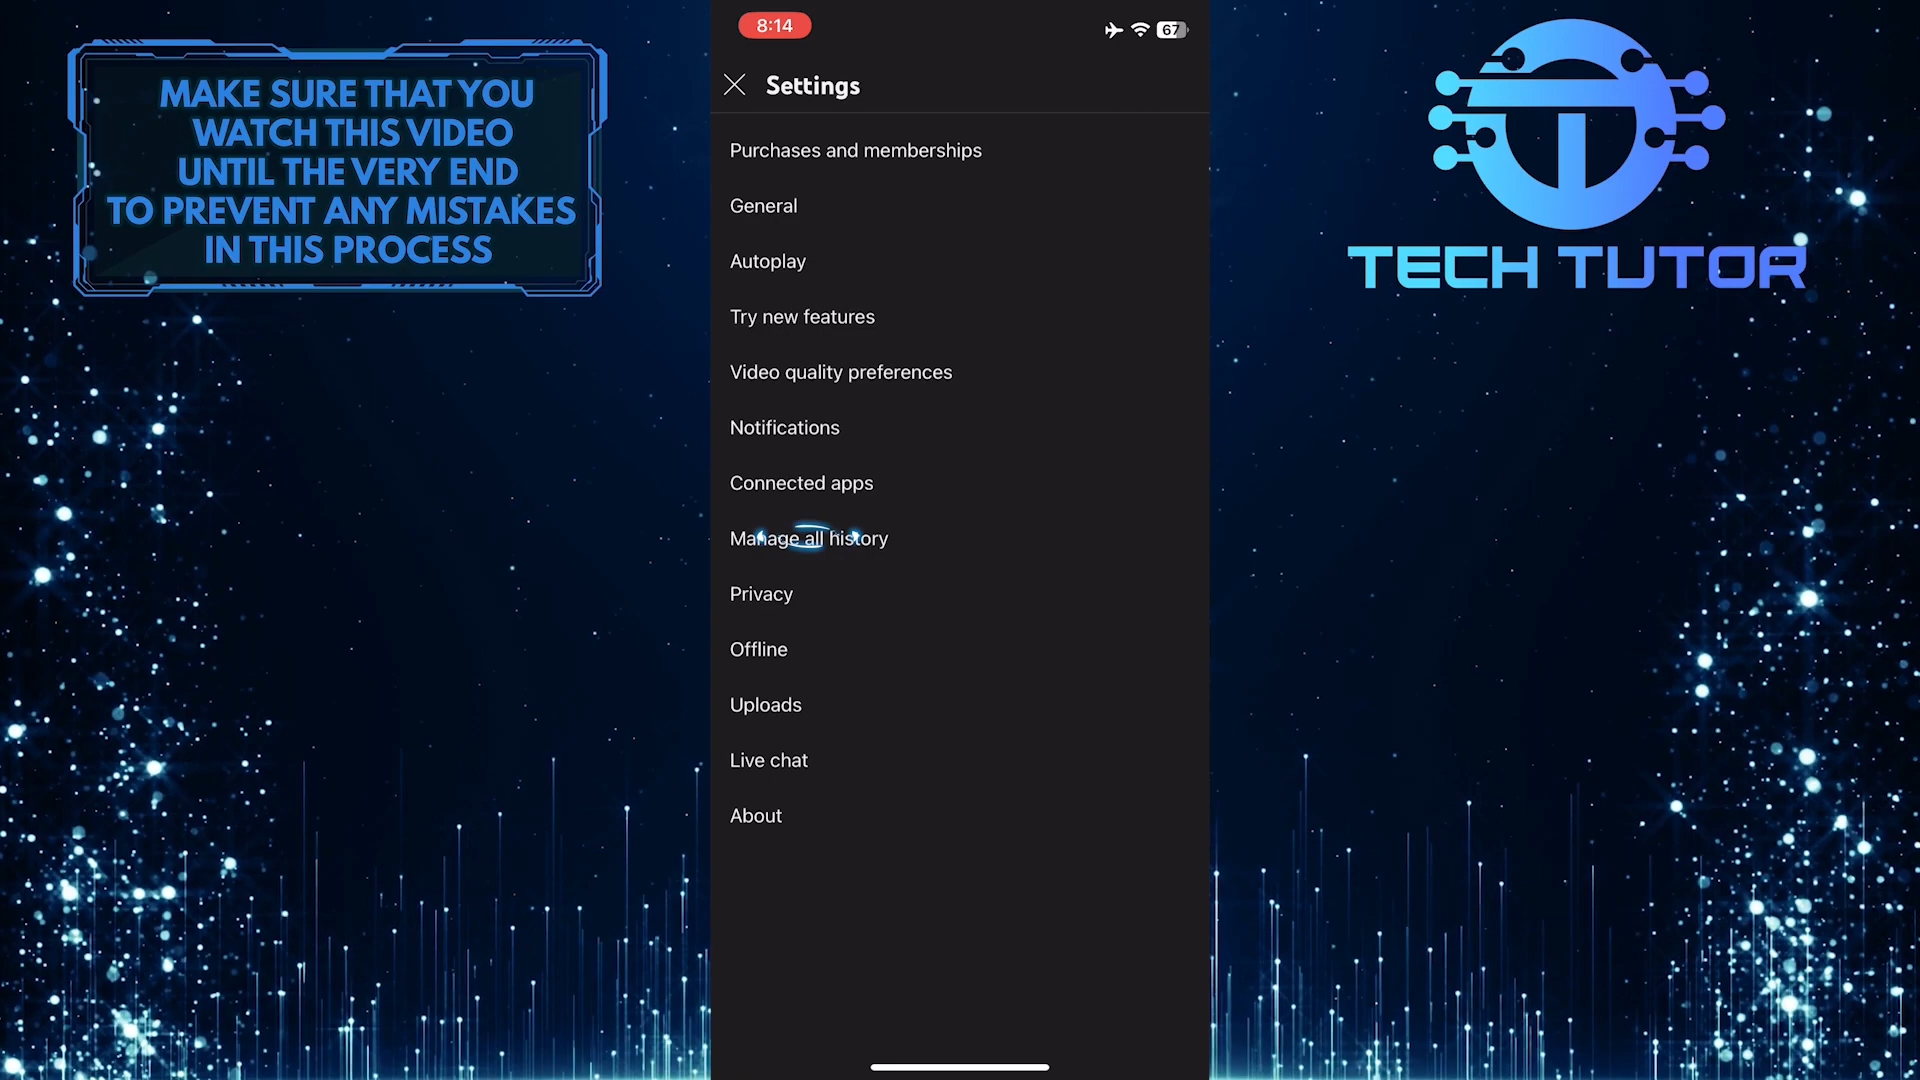 MAKE SURE THAT YOU
WATCH THIS VIDEO
UNTIL THE VERY END
TO PREVENT ANY MISTAKES
IN THIS PROCESS
8:14
67
Settings
Purchases and memberships
General
Autoplay
Try new features
Video quality preferences
Notifications
Connected apps
Manage all history
Privacy
Offline
Uploads
Live chat
About
TECH TUTOR